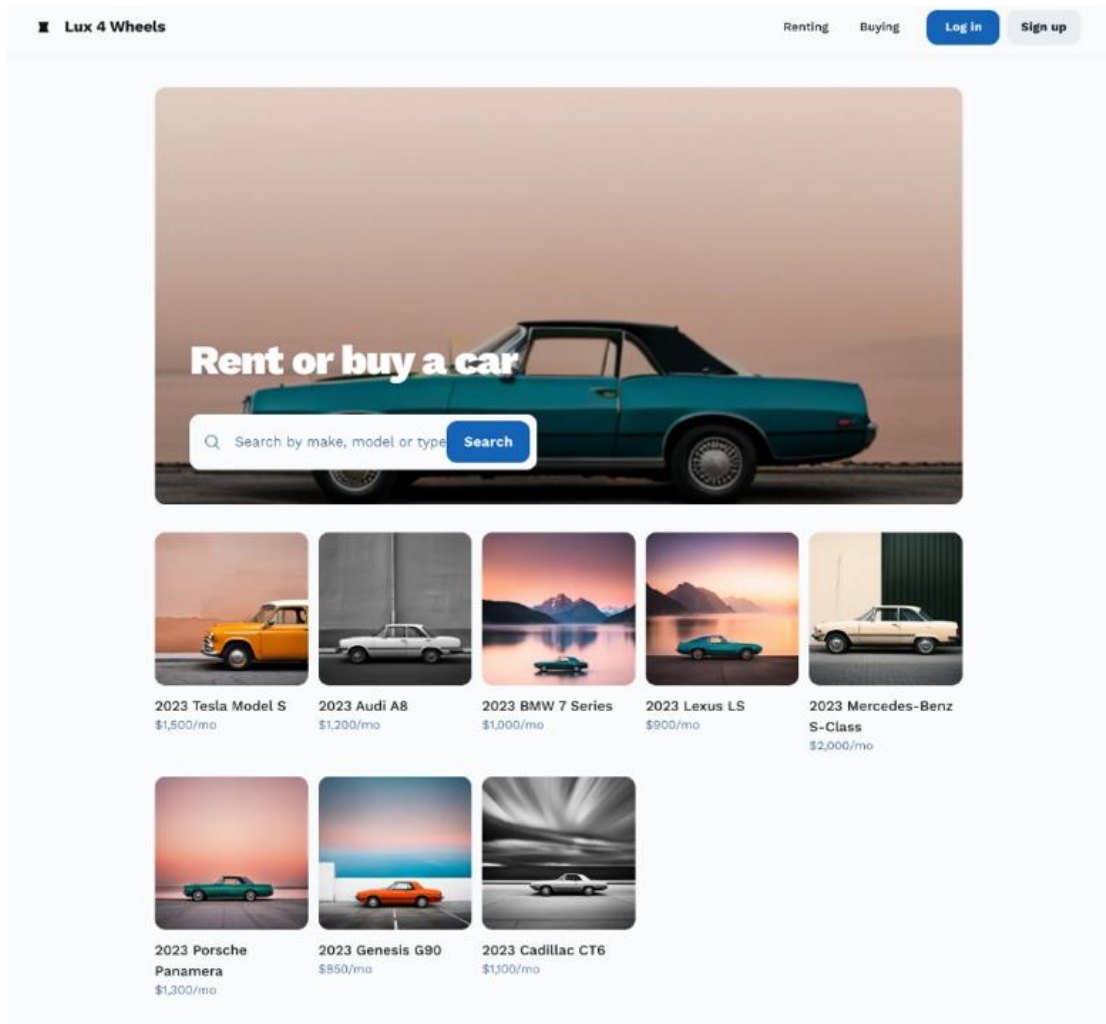 Lux 4 Wheels
Renting
Buying
Log in
Sign up
Rent or buy a car
Search by make, model or type
Search
2023 Tesla Model S
$1,500/mo
2023 Audi A8
$1,200/mo
2023 BMW 7 Series
$1,000/mo
2023 Lexus LS
$900/mo
2023 Mercedes-Benz
S-Class
$2,000/mo
2023 Porsche
Panamera
$1,300/mo
2023 Genesis G90
$850/mo
2023 Cadillac CT6
$1,100/mo